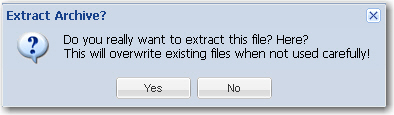 Extract Archive?
Do you really want to extract this file? Here?
This will overwrite existing files when not used carefully!
Yes No